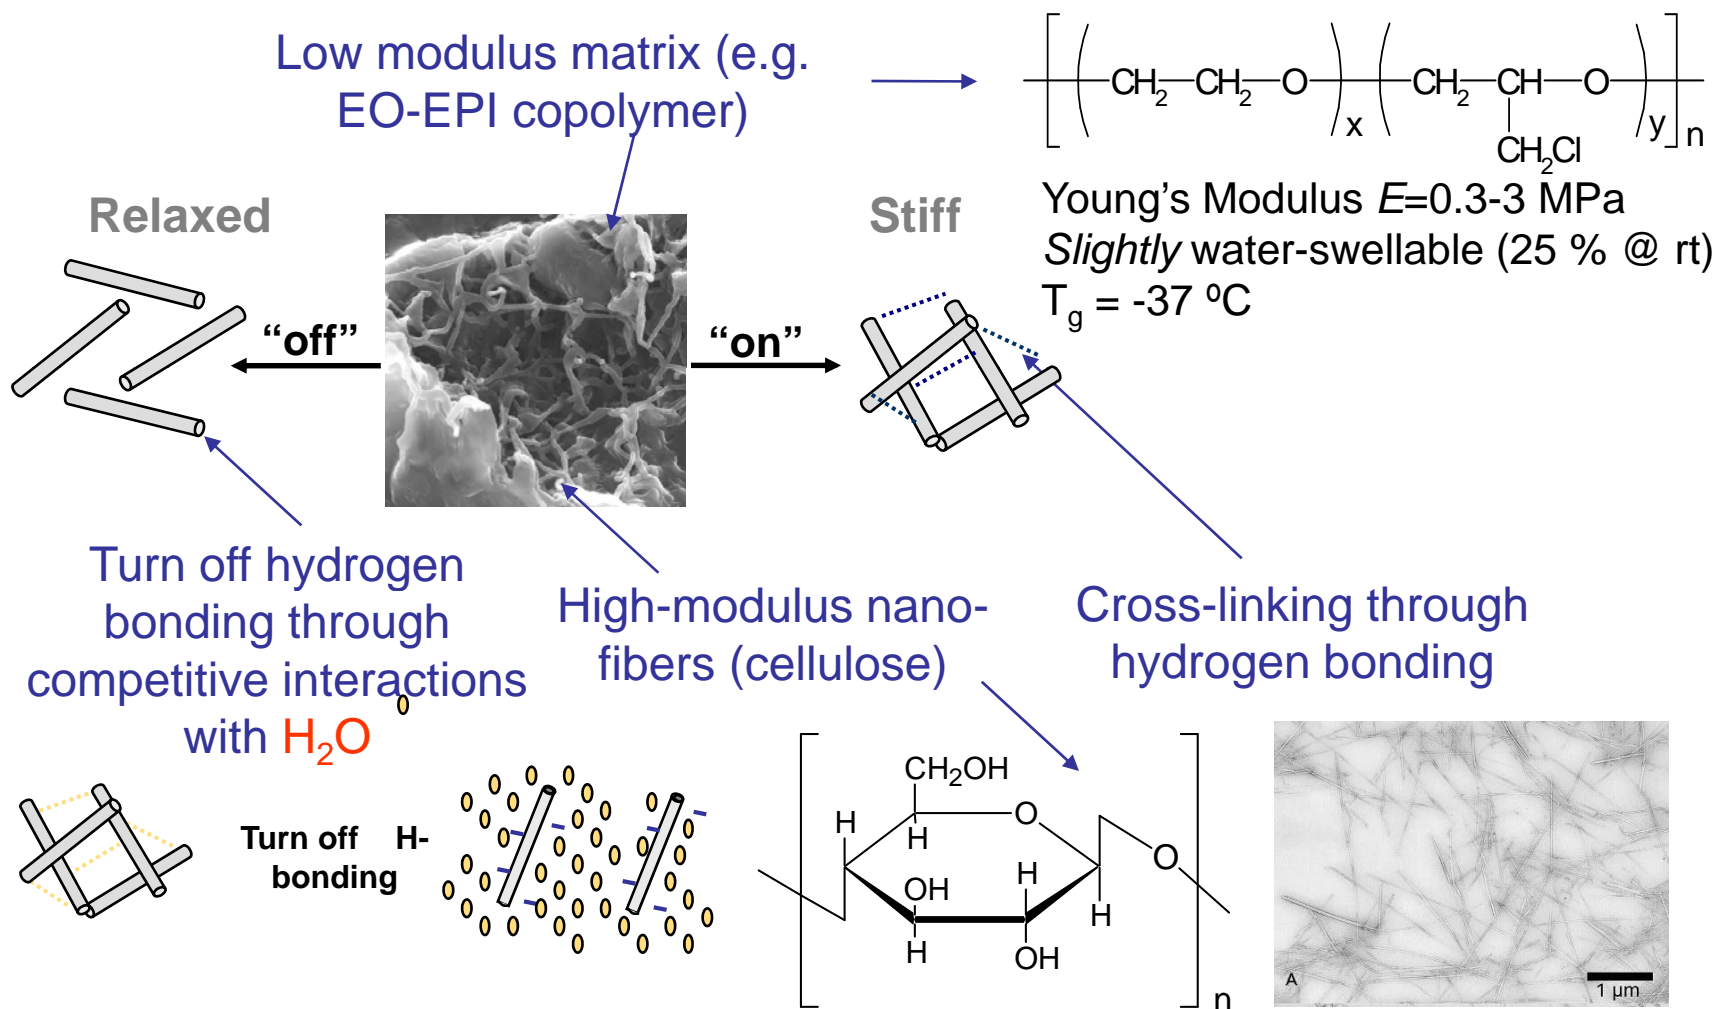 Low modulus matrix (e.g.
EO-EPI copolymer)
CH2 CH2 O x CH2 CH O y n
CH2Cl
Relaxed
Stiff
Young's Modulus E=0.3-3 MPa
Slightly water-swellable (25 % @ rt)
Tg = -37 ºC
“off”
“on”
Turn off hydrogen
bonding through
competitive interactions
with H2O
High-modulus nano-
fibers (cellulose)
Cross-linking through
hydrogen bonding
Turn off H-
bonding
CH2OH
H
O
H
OH
H
O
H
H
OH
n
A
1 µm